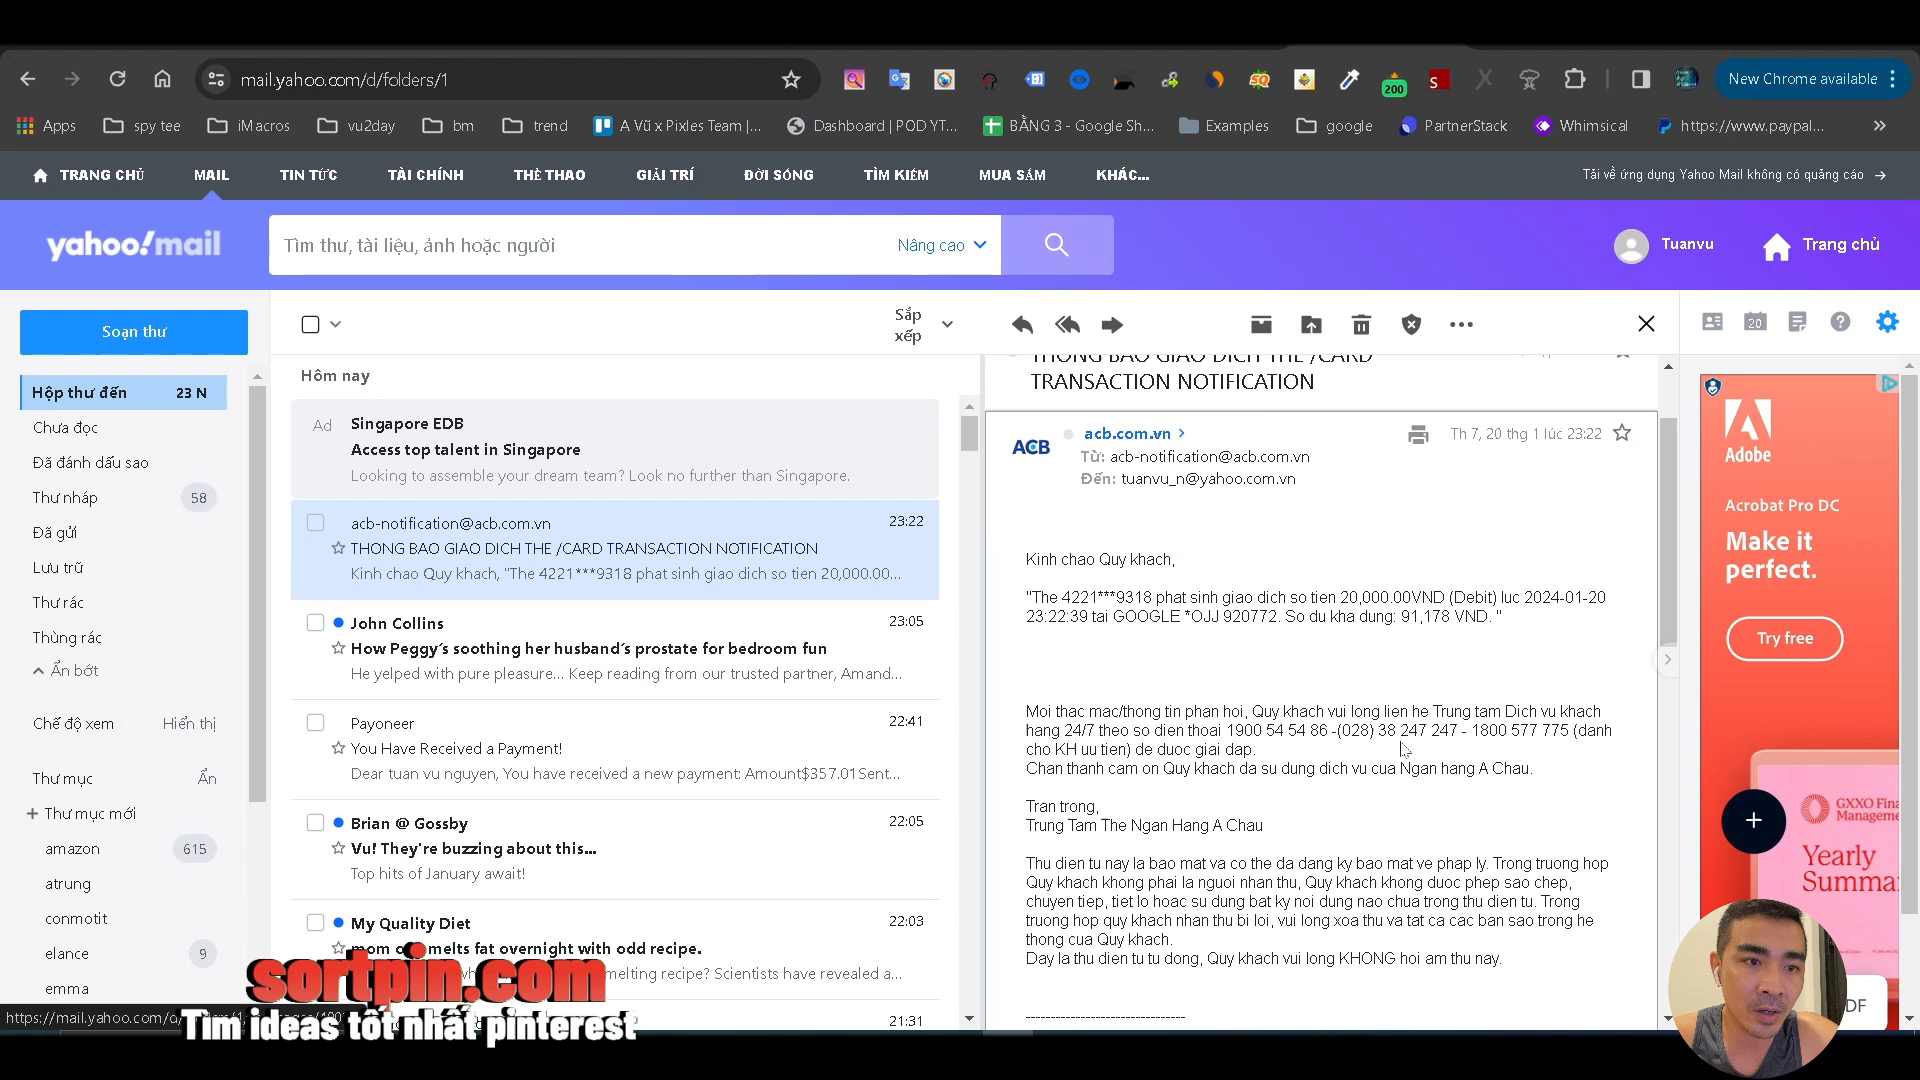 mail.yahoo.com/d/folders/1
200
New Chrome available
Apps
spy tee
iMacros
vu2day
bm
trend
A Vũ x Pixles Team |...
Dashboard | POD YT...
BẢNG 3 - Google Sh...
Examples
google
PartnerStack
Whimsical
https://www.paypal...
TRANG CHỦ
MAIL
TIN TỨC
TÀI CHÍNH
THỂ THAO
GIẢI TRÍ
ĐỜI SỐNG
TÌM KIẾM
MUA SẮM
KHÁC...
Tải về ứng dụng Yahoo Mail không có quảng cáo
yahoo!mail
Tìm thư, tài liệu, ảnh hoặc người
Nâng cao
Tuanvu
Trang chủ
Soạn thư
Hộp thư đến 23 N
Chưa đọc
Đã đánh dấu sao
Thư nháp 58
Đã gửi
Lưu trữ
Thư rác
Thùng rác
Ẩn bớt
Chế độ xem Hiển thị
Thư mục Ẩn
+ Thư mục mới
amazon 615
atrung
conmotit
elance 9
emma
https://mail.yahoo.com/d/folders/1
Sắp
xếp
Hôm nay
Ad
Singapore EDB
Access top talent in Singapore
Looking to assemble your dream team? Look no further than Singapore.
acb-notification@acb.com.vn 23:22
THONG BAO GIAO DICH THE /CARD TRANSACTION NOTIFICATION
Kinh chao Quy khach, "The 4221***9318 phat sinh giao dich so tien 20,000.00...
John Collins 23:05
How Peggy's soothing her husband's prostate for bedroom fun
He yelped with pure pleasure... Keep reading from our trusted partner, Amand...
Payoneer 22:41
You Have Received a Payment!
Dear tuan vu nguyen, You have received a new payment: Amount$357.01Sent...
Brian @ Gossby 22:05
Vu! They're buzzing about this...
Top hits of January await!
My Quality Diet 22:03
melts fat overnight with odd recipe.
melting recipe? Scientists have revealed a...
21:31
sortpin.com
Tìm ideas tốt nhất pinterest
THONG BAO GIAO DICH THE /CARD
TRANSACTION NOTIFICATION
ACB
acb.com.vn
Th 7, 20 thg 1 lúc 23:22
Từ: acb-notification@acb.com.vn
Đến: tuanvu_n@yahoo.com.vn
Kinh chao Quy khach,
"The 4221***9318 phat sinh giao dich so tien 20,000.00VND (Debit) luc 2024-01-20
23:22:39 tai GOOGLE *OJJ 920772. So du kha dung: 91,178 VND. "
Moi thac mac/thong tin phan hoi, Quy khach vui long lien he Trung tam Dich vu khach
hang 24/7 theo so dien thoai 1900 54 54 86 -(028) 38 247 247 - 1800 577 775 (danh
cho KH uu tien) de duoc giai dap.
Chan thanh cam on Quy khach da su dung dich vu cua Ngan hang A Chau.
Tran trong,
Trung Tam The Ngan Hang A Chau
Thu dien tu nay la bao mat va co the da dang ky bao mat ve phap ly. Trong truong hop
Quy khach khong phai la nguoi nhan thu, Quy khach khong duoc phep sao chep,
chuyen tiep, tiet lo hoac su dung bat ky noi dung nao chua trong thu dien tu. Trong
truong hop quy khach nhan thu bi loi, vui long xoa thu va tat ca cac ban sao trong he
thong cua Quy khach.
Day la thu dien tu tu dong, Quy khach vui long KHONG hoi am thu nay.
-------------------------------
20
Adobe
Acrobat Pro DC
Make it
perfect.
Try free
GXXO Fina
Manageme
Yearly
Summa
DF